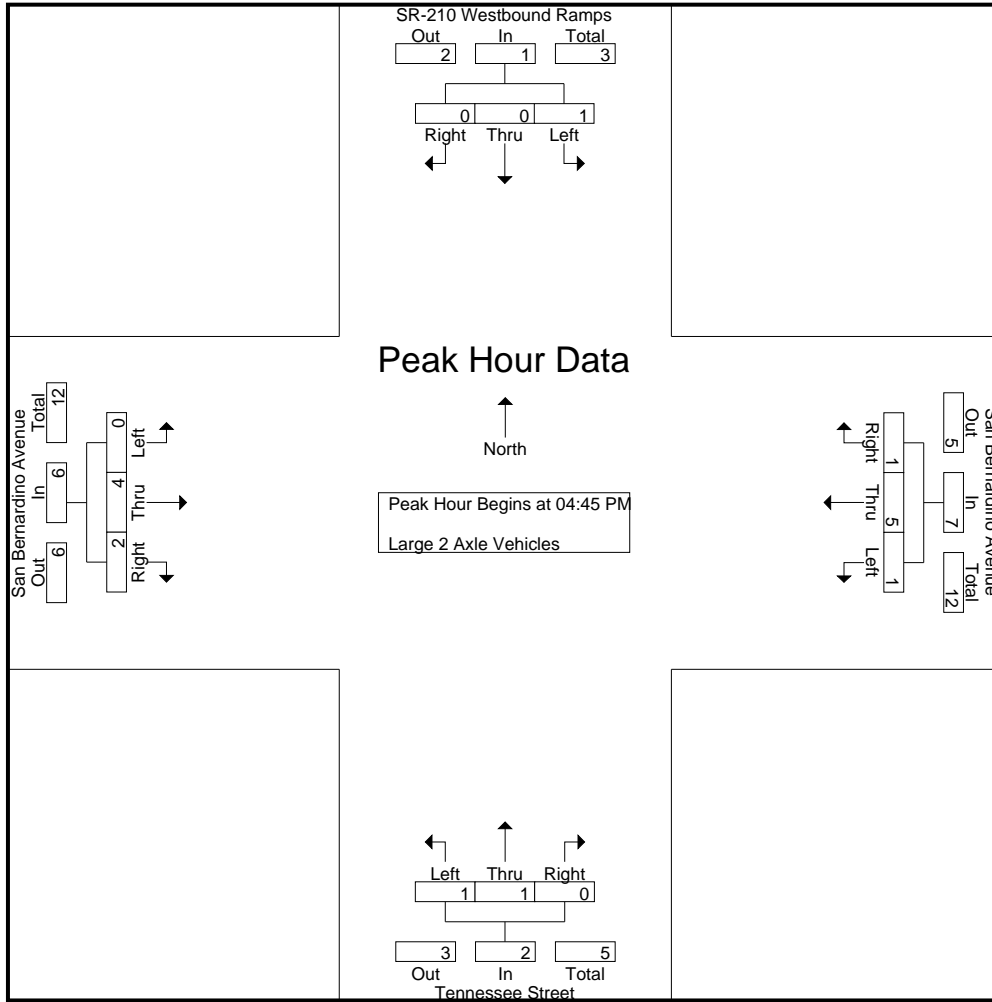 SR-210 Westbound Ramps
Out In Total
2 1 3
0 0 1
Right Thru Left
Peak Hour Data
North
Peak Hour Begins at 04:45 PM
Large 2 Axle Vehicles
San Bernardino Avenue
Total In Out
12 6 6
0 4 2
Left Thru Right
San Bernardino Avenue
Out In Total
5 7 12
1 5 1
Right Thru Left
Left Thru Right
1 1 0
3 2 5
Out In Total
Tennessee Street